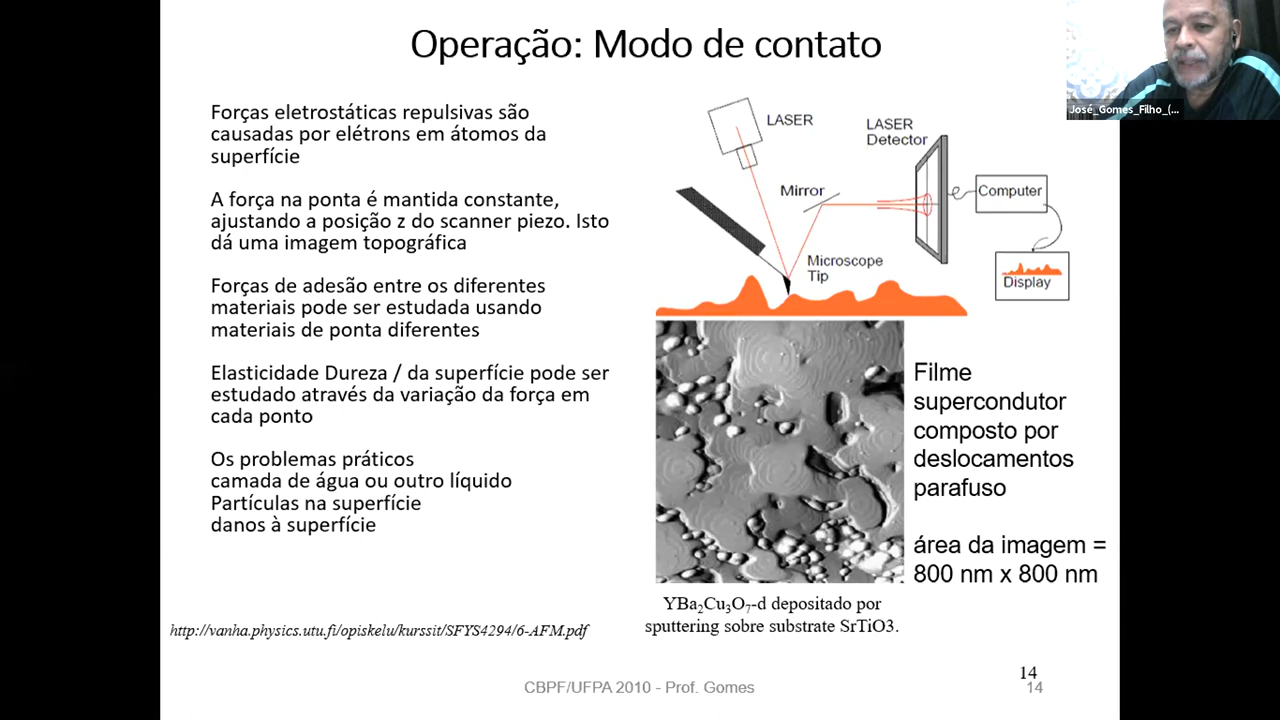 Operação: Modo de contato
José_Gomes_Filho_(...
Forças eletrostáticas repulsivas são
causadas por elétrons em átomos da
superfície
A força na ponta é mantida constante,
ajustando a posição z do scanner piezo. Isto
dá uma imagem topográfica
Forças de adesão entre os diferentes
materiais pode ser estudada usando
materiais de ponta diferentes
Elasticidade Dureza / da superfície pode ser
estudado através da variação da força em
cada ponto
Os problemas práticos
camada de água ou outro líquido
Partículas na superfície
danos à superfície
http://vanha.physics.utu.fi/opiskelu/kurssit/SFYS4294/6-AFM.pdf
LASER
LASER
Detector
Mirror
Computer
Microscope
Tip
Display
Filme
supercondutor
composto por
deslocamentos
parafuso
área da imagem =
800 nm x 800 nm
YBa₂Cu₃O₇-d depositado por
sputtering sobre substrate SrTiO3.
14
CBPF/UFPA 2010 - Prof. Gomes
14